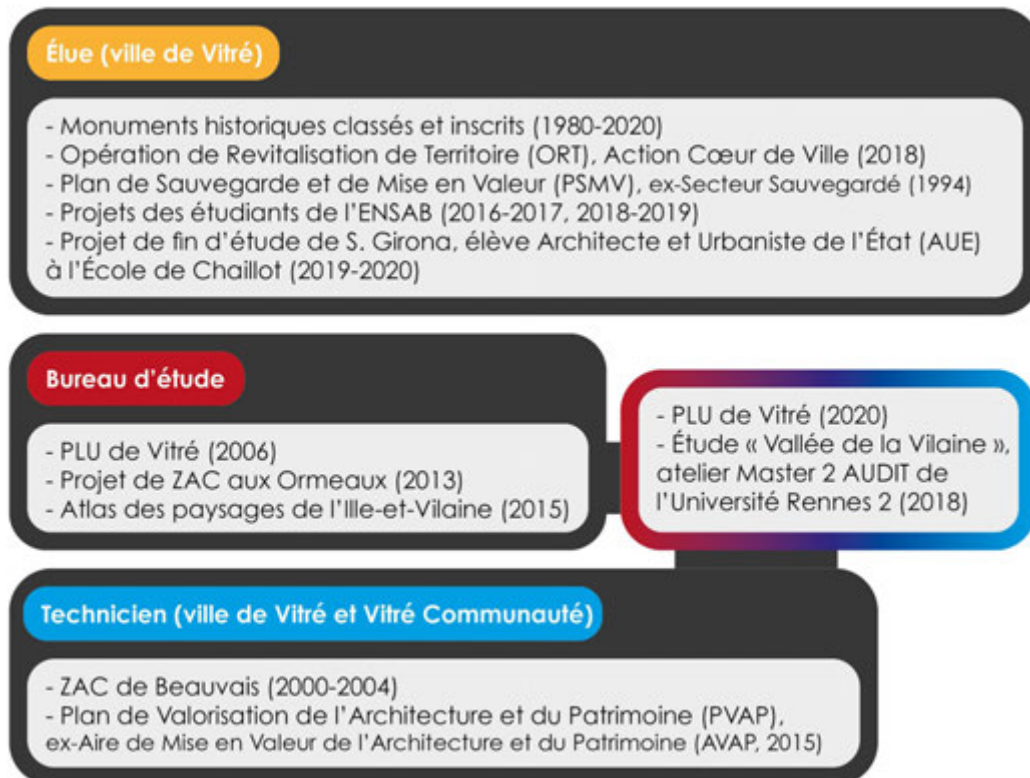 Élue (ville de Vitré)
- Monuments historiques classés et inscrits (1980-2020)
- Opération de Revitalisation de Territoire (ORT), Action Cœur de Ville (2018)
- Plan de Sauvegarde et de Mise en Valeur (PSMV), ex-Secteur Sauvegardé (1994)
- Projets des étudiants de l'ENSAB (2016-2017, 2018-2019)
- Projet de fin d'étude de S. Girona, élève Architecte et Urbaniste de l'État (AUE)
à l'École de Chaillot (2019-2020)
Bureau d'étude
- PLU de Vitré (2006)
- Projet de ZAC aux Ormeaux (2013)
- Atlas des paysages de l'Ille-et-Vilaine (2015)
- PLU de Vitré (2020)
- Étude « Vallée de la Vilaine »,
atelier Master 2 AUDIT de
l'Université Rennes 2 (2018)
Technicien (ville de Vitré et Vitré Communauté)
- ZAC de Beauvais (2000-2004)
- Plan de Valorisation de l'Architecture et du Patrimoine (PVAP),
ex-Aire de Mise en Valeur de l'Architecture et du Patrimoine (AVAP, 2015)